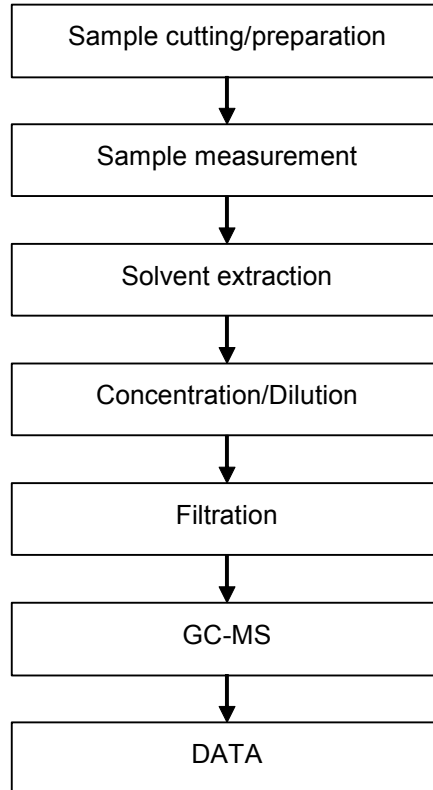 Sample cutting/preparation
Sample measurement
Solvent extraction
Concentration/Dilution
Filtration
GC-MS
DATA